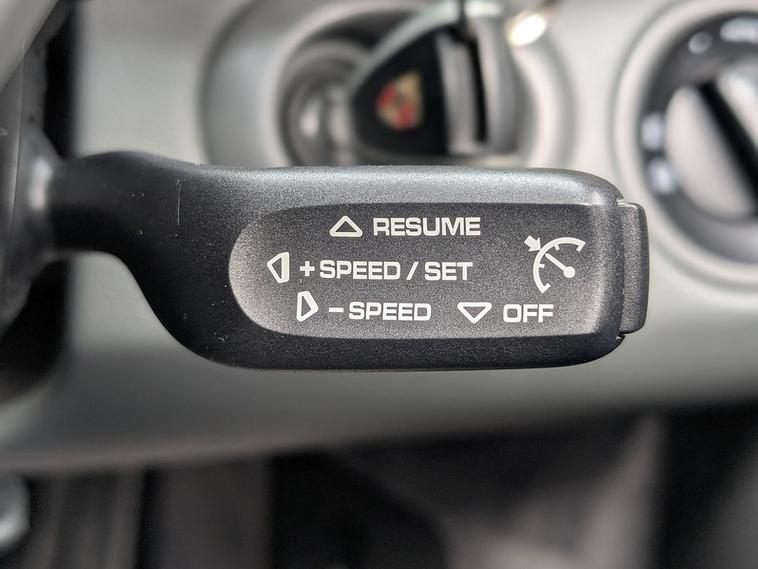 RESUME
+SPEED / SET
-SPEED OFF